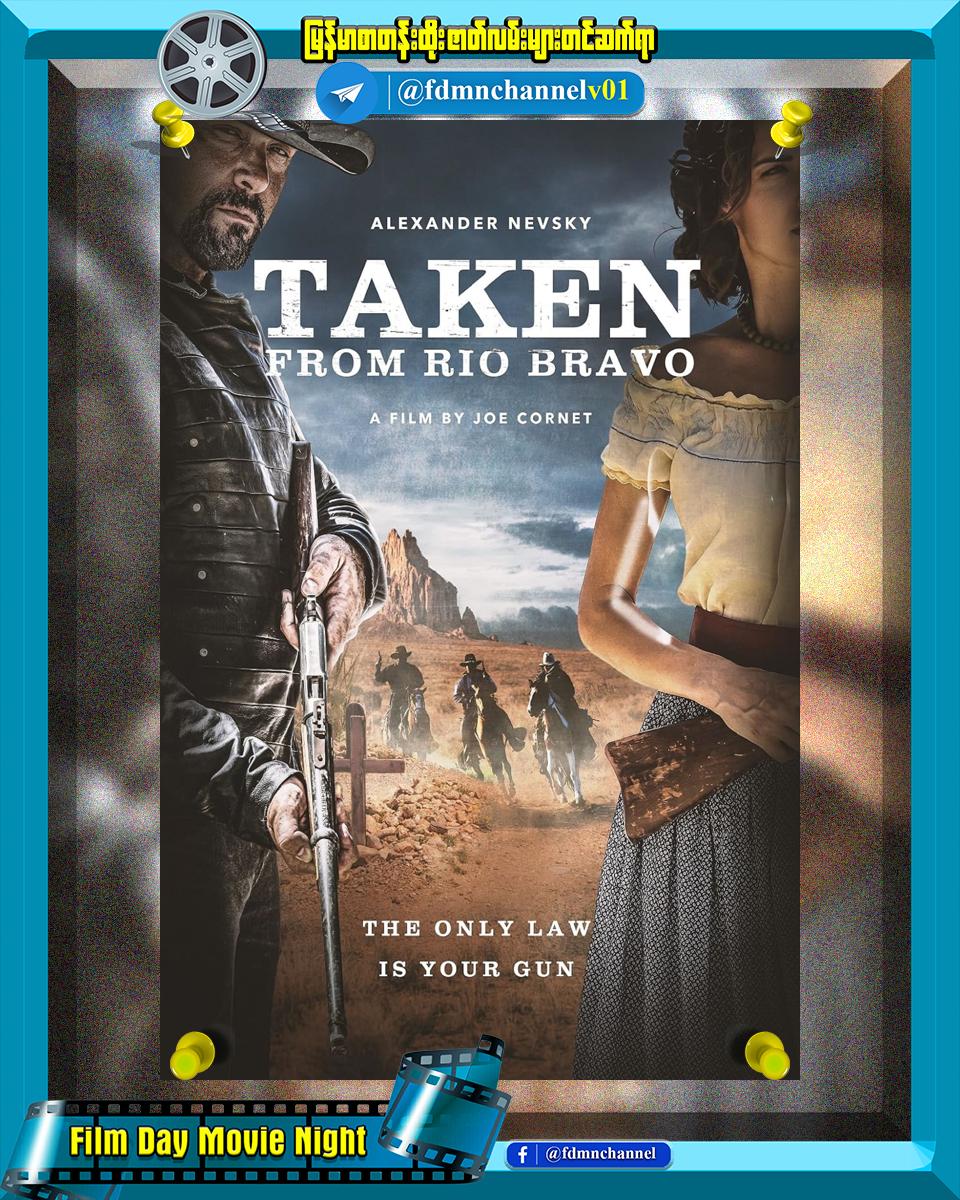 မြန်မာစာတန်းထိုးဇာတ်လမ်းများတင်ဆက်ရာ
@fdmnchannelv01
ALEXANDER NEVSKY
TAKEN
FROM RIO BRAVO
A FILM BY JOE CORNET
THE ONLY LAW
IS YOUR GUN
Film Day Movie Night
f | @fdmnchannel